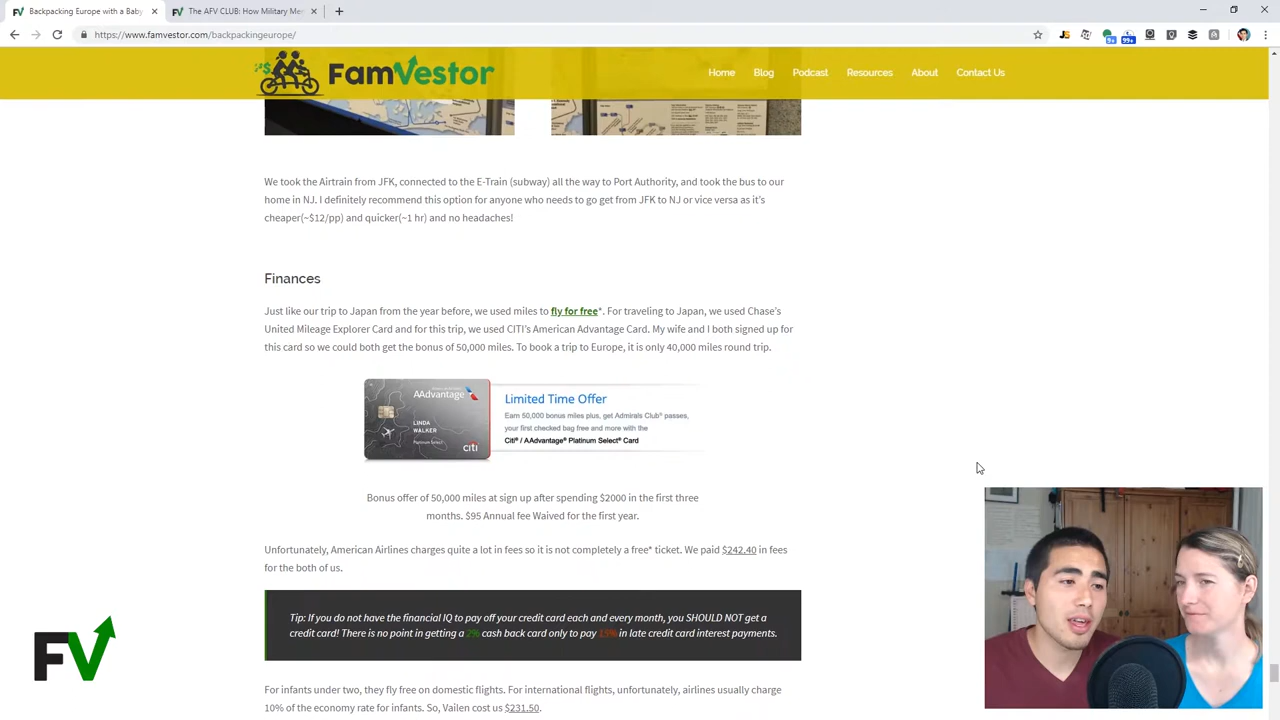 Backpacking Europe with a Baby
The AFV CLUB: How Military Me
https://www.famvestor.com/backpackingeurope/
9+
99+
FamVestor
Home Blog Podcast Resources About Contact Us
We took the Airtrain from JFK, connected to the E-Train (subway) all the way to Port Authority, and took the bus to our
home in NJ. I definitely recommend this option for anyone who needs to go get from JFK to NJ or vice versa as it's
cheaper(~$12/pp) and quicker(~1 hr) and no headaches!
Finances
Just like our trip to Japan from the year before, we used miles to fly for free*. For traveling to Japan, we used Chase's
United Mileage Explorer Card and for this trip, we used CITI's American Advantage Card. My wife and I both signed up for
this card so we could both get the bonus of 50,000 miles. To book a trip to Europe, it is only 40,000 miles round trip.
AAdvantage
LINDA
WALKER
Platinum Select
citi
Limited Time Offer
Earn 50,000 bonus miles plus, get Admirals Club® passes,
your first checked bag free and more with the
Citi® / AAdvantage® Platinum Select® Card
Bonus offer of 50,000 miles at sign up after spending $2000 in the first three
months. $95 Annual fee Waived for the first year.
Unfortunately, American Airlines charges quite a lot in fees so it is not completely a free* ticket. We paid $242.40 in fees
for the both of us.
Tip: If you do not have the financial IQ to pay off your credit card each and every month, you SHOULD NOT get a
credit card! There is no point in getting a 2% cash back card only to pay 15% in late credit card interest payments.
For infants under two, they fly free on domestic flights. For international flights, unfortunately, airlines usually charge
10% of the economy rate for infants. So, Valien cost us $231.50.
FV